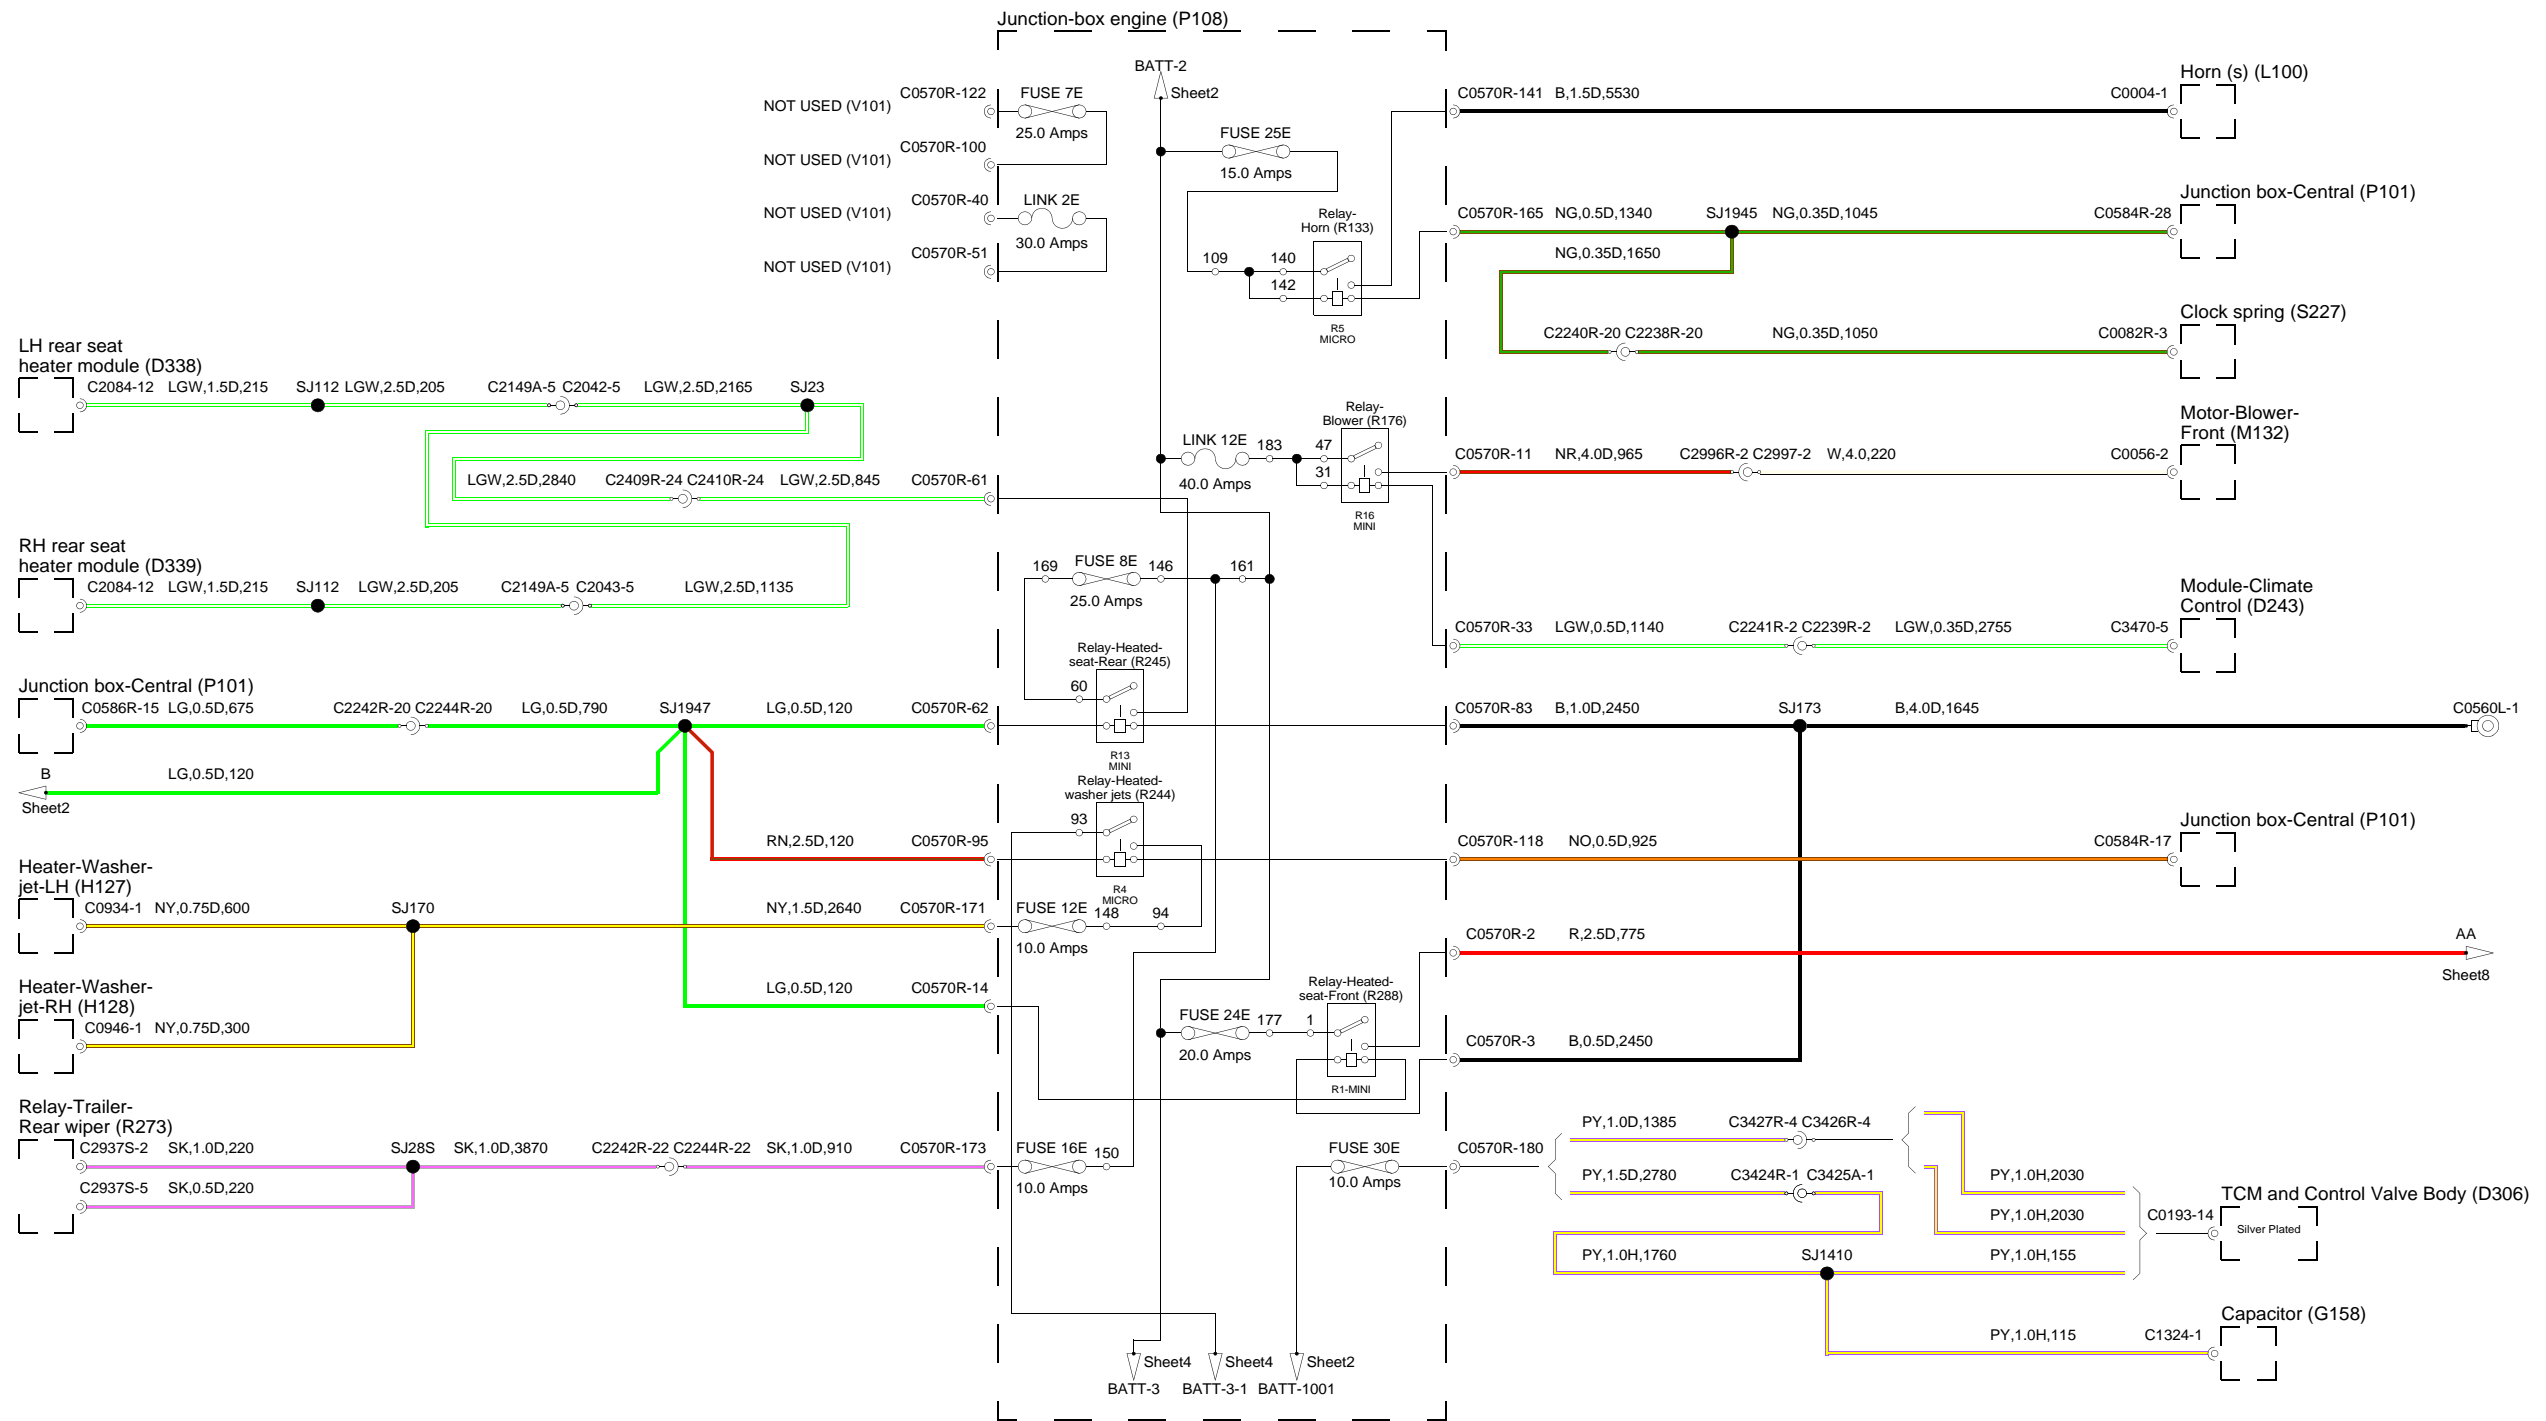 Junction-box engine (P108)
BATT-2
Sheet2
NOT USED (V101)
C0570R-122
FUSE 7E
25.0 Amps
NOT USED (V101)
C0570R-100
NOT USED (V101)
C0570R-40
LINK 2E
30.0 Amps
NOT USED (V101)
C0570R-51
FUSE 25E
15.0 Amps
Relay-
Horn (R133)
109
140
142
R5
MICRO
C0570R-141 B,1.5D,5530
C0004-1
Horn (s) (L100)
C0570R-165 NG,0.5D,1340
SJ1945 NG,0.35D,1045
C0584R-28
Junction box-Central (P101)
NG,0.35D,1650
C2240R-20 C2238R-20
NG,0.35D,1050
C0082R-3
Clock spring (S227)
LH rear seat
heater module (D338)
C2084-12 LGW,1.5D,215
SJ112 LGW,2.5D,205
C2149A-5 C2042-5
LGW,2.5D,2165
SJ23
LGW,2.5D,2840
C2409R-24 C2410R-24
LGW,2.5D,845
C0570R-61
RH rear seat
heater module (D339)
C2084-12 LGW,1.5D,215
SJ112
LGW,2.5D,205
C2149A-5 C2043-5
LGW,2.5D,1135
Relay-
Blower (R176)
LINK 12E
183
47
31
40.0 Amps
R16
MINI
C0570R-11 NR,4.0D,965
C2996R-2 C2997-2
W,4.0,220
C0056-2
Motor-Blower-
Front (M132)
169
FUSE 8E
146
161
25.0 Amps
C0570R-33 LGW,0.5D,1140
C2241R-2 C2239R-2
LGW,0.35D,2755
C3470-5
Module-Climate
Control (D243)
Relay-Heated-
seat-Rear (R245)
60
R13
MINI
Junction box-Central (P101)
C0586R-15 LG,0.5D,675
C2242R-20 C2244R-20
LG,0.5D,790
SJ1947
LG,0.5D,120
C0570R-62
C0570R-83 B,1.0D,2450
SJ173
B,4.0D,1645
C0560L-1
B
Sheet2
LG,0.5D,120
Relay-Heated-
washer jets (R244)
93
R4
MICRO
RN,2.5D,120
C0570R-95
C0570R-118 NO,0.5D,925
C0584R-17
Junction box-Central (P101)
Heater-Washer-
jet-LH (H127)
C0934-1 NY,0.75D,600
SJ170
NY,1.5D,2640
C0570R-171
FUSE 12E
148
94
10.0 Amps
C0570R-2
R,2.5D,775
AA
Sheet8
Heater-Washer-
jet-RH (H128)
C0946-1 NY,0.75D,300
LG,0.5D,120
C0570R-14
Relay-Heated-
seat-Front (R288)
FUSE 24E
177
1
20.0 Amps
R1-MINI
C0570R-3
B,0.5D,2450
Relay-Trailer-
Rear wiper (R273)
C2937S-2 SK,1.0D,220
SJ28S SK,1.0D,3870
C2242R-22 C2244R-22
SK,1.0D,910
C0570R-173
FUSE 16E
150
10.0 Amps
C2937S-5 SK,0.5D,220
FUSE 30E
10.0 Amps
C0570R-180
PY,1.0D,1385
C3427R-4 C3426R-4
PY,1.5D,2780
C3424R-1 C3425A-1
PY,1.0H,2030
PY,1.0H,2030
C0193-14
TCM and Control Valve Body (D306)
Silver Plated
PY,1.0H,1760
SJ1410
PY,1.0H,155
PY,1.0H,115
C1324-1
Capacitor (G158)
Sheet4
BATT-3
Sheet4
BATT-3-1
Sheet2
BATT-1001